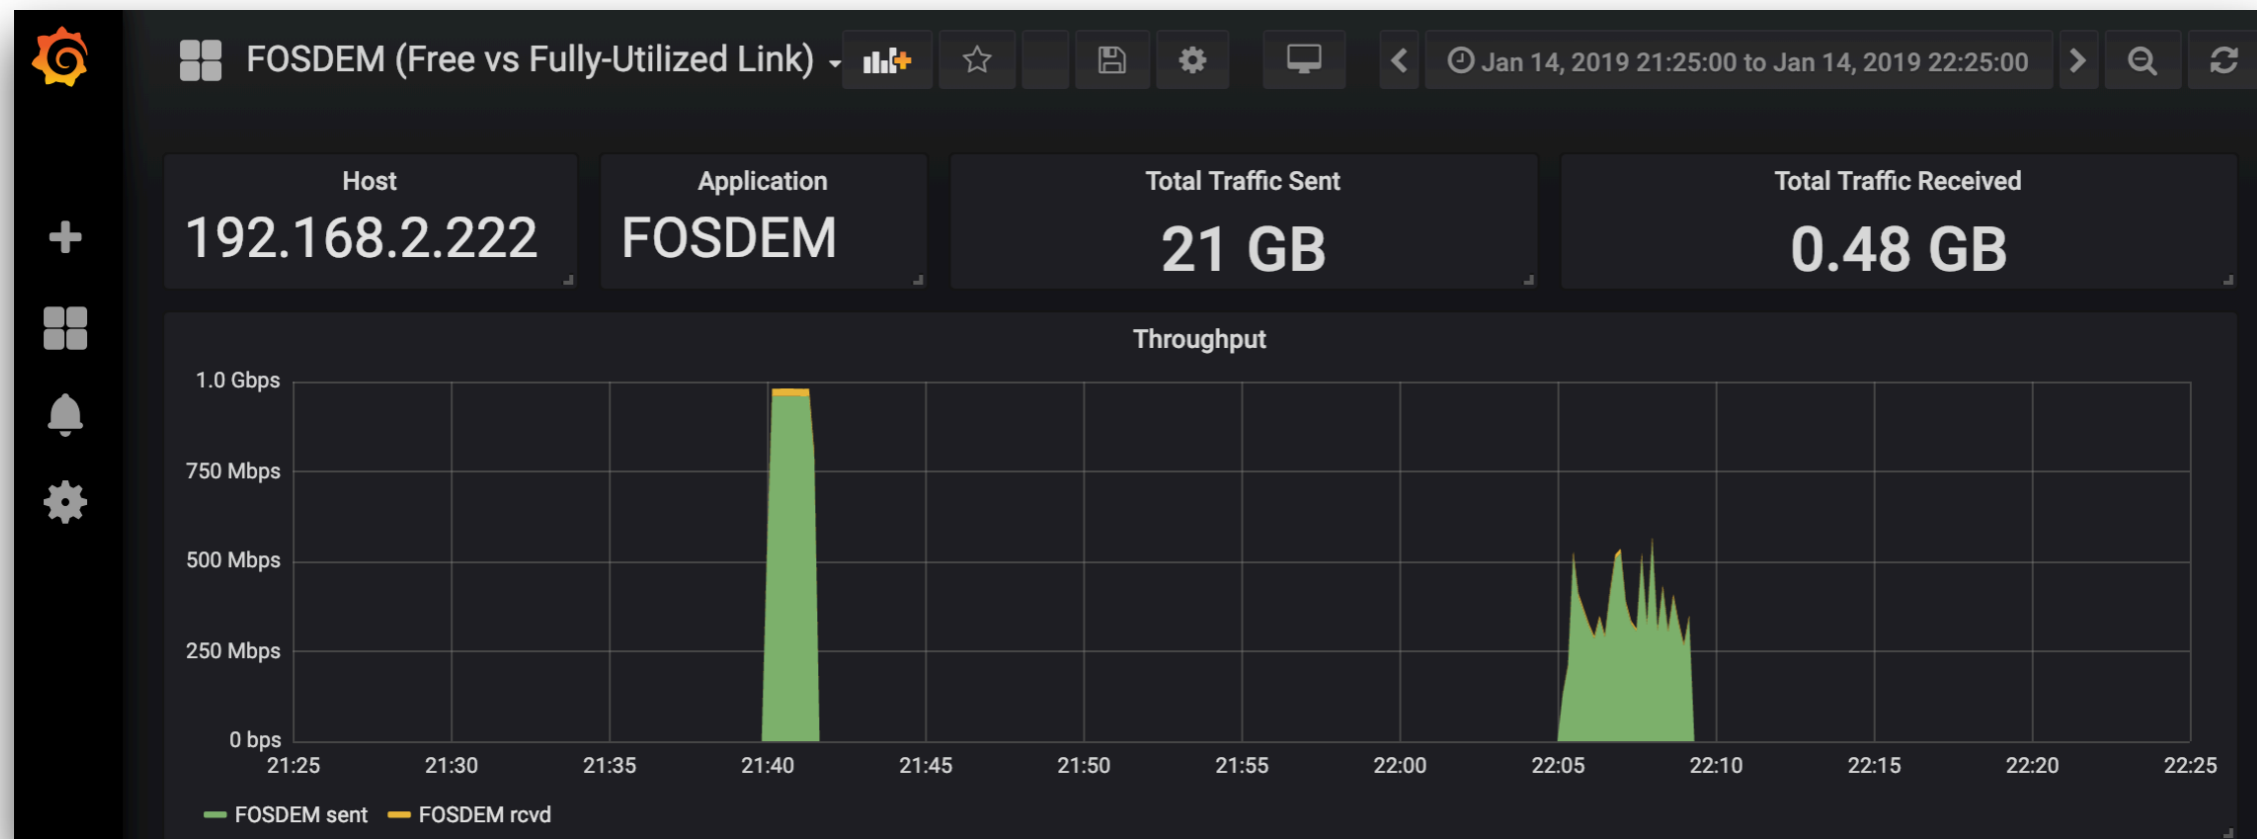 FOSDEM (Free vs Fully-Utilized Link)
Jan 14, 2019 21:25:00 to Jan 14, 2019 22:25:00
Host
Application
Total Traffic Sent
Total Traffic Received
192.168.2.222
FOSDEM
21 GB
0.48 GB
Throughput
1.0 Gbps
750 Mbps
500 Mbps
250 Mbps
0 bps
21:25 21:30 21:35 21:40 21:45 21:50 21:55 22:00 22:05 22:10 22:15 22:20 22:25
FOSDEM sent FOSDEM rcvd